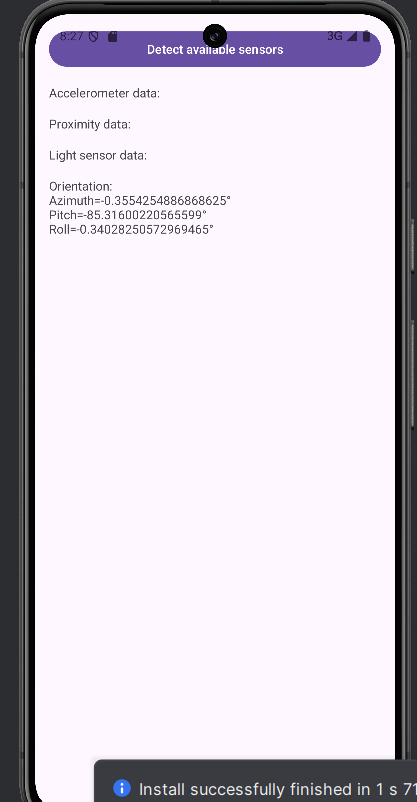 8:27 3G
Detect available sensors
Accelerometer data:
Proximity data:
Light sensor data:
Orientation:
Azimuth=-0.3554254886868625°
Pitch=-85.31600220565599°
Roll=-0.34028250572969465°
Install successfully finished in 1 s 71